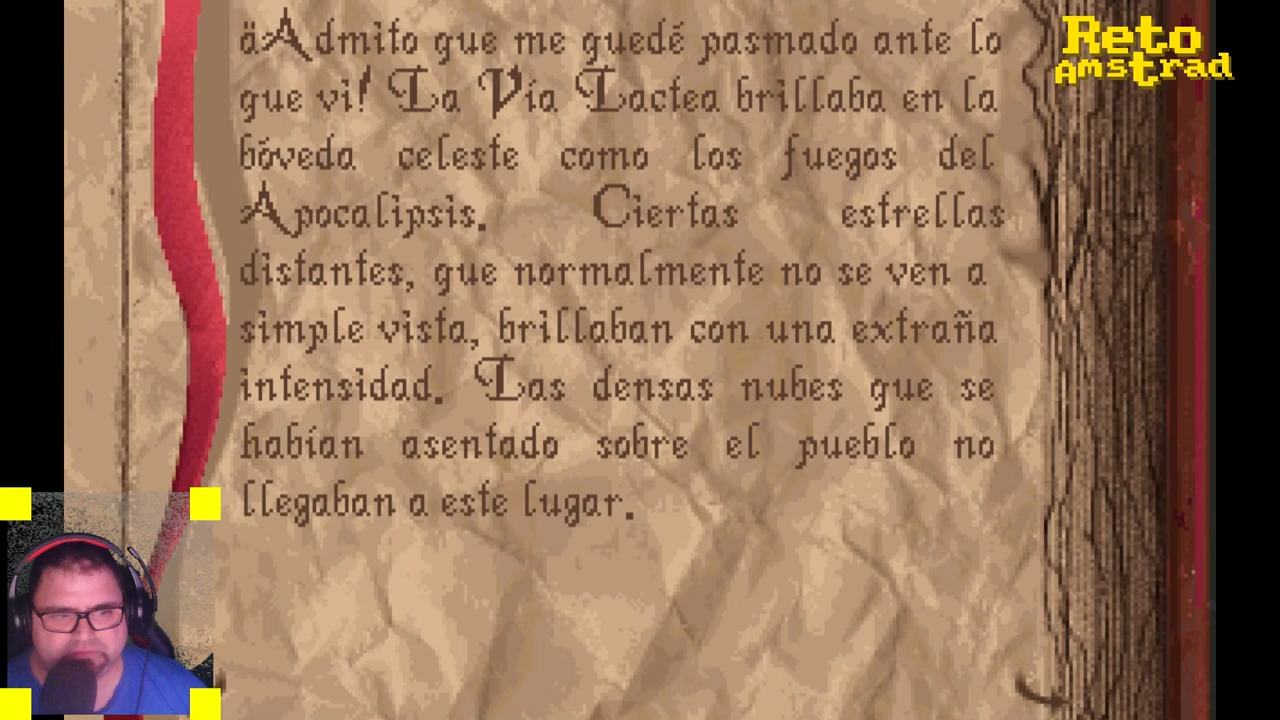 äAdmito que me quedé pasmado ante lo
que vi! La Vía Lactea brillaba en la
bóveda celeste como los fuegos del
Apocalipsis. Ciertas estrellas
distantes, que normalmente no se ven a
simple vista, brillaban con una extraña
intensidad. Las densas nubes que se
habían asentado sobre el pueblo no
llegaban a este lugar.
Reto
Amstrad